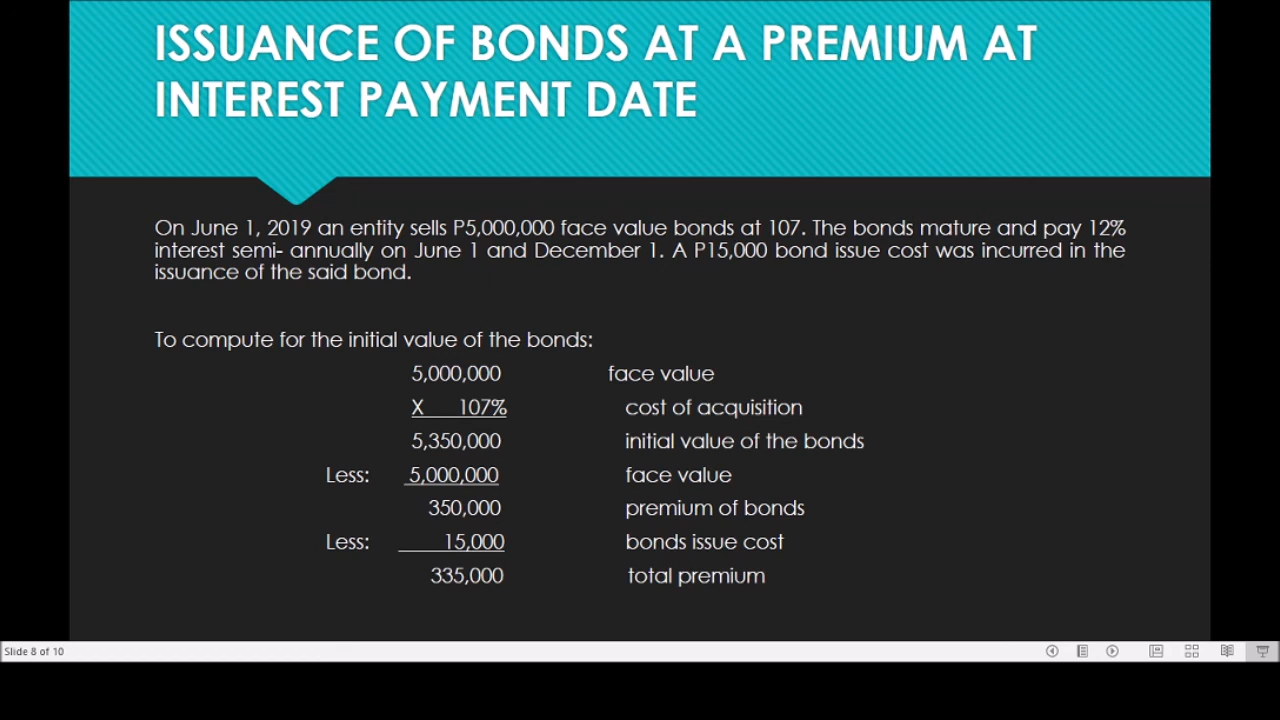 ISSUANCE OF BONDS AT A PREMIUM AT
INTEREST PAYMENT DATE
On June 1, 2019 an entity sells P5,000,000 face value bonds at 107. The bonds mature and pay 12%
interest semi- annually on June 1 and December 1. A P15,000 bond issue cost was incurred in the
issuance of the said bond.
To compute for the initial value of the bonds:
5,000,000 face value
X 107% cost of acquisition
5,350,000 initial value of the bonds
Less: 5,000,000 face value
350,000 premium of bonds
Less: 15,000 bonds issue cost
335,000 total premium
Slide 8 of 10